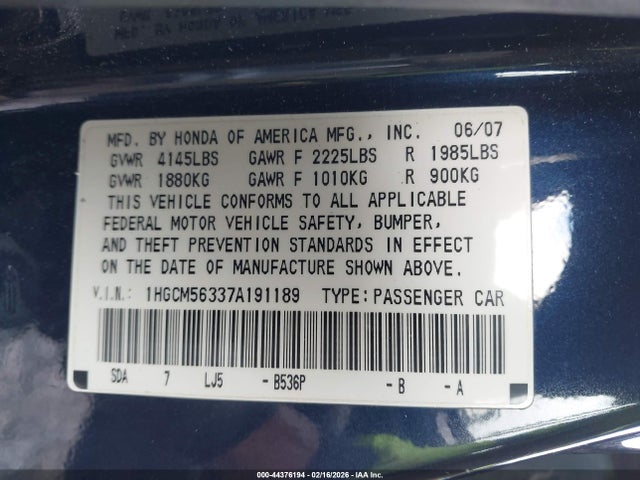 MFD. BY HONDA OF AMERICA MFG., INC. 06/07
GVWR 4145LBS GAWR F 2225LBS R 1985LBS
GVWR 1880KG GAWR F 1010KG R 900KG
THIS VEHICLE CONFORMS TO ALL APPLICABLE
FEDERAL MOTOR VEHICLE SAFETY, BUMPER,
AND THEFT PREVENTION STANDARDS IN EFFECT
ON THE DATE OF MANUFACTURE SHOWN ABOVE.
V.I.N.: 1HGCM56337A191189 TYPE: PASSENGER CAR
SDA 7 LJ5 - B536P - B - A
000-44376194 - 02/16/2026 - IAA Inc.